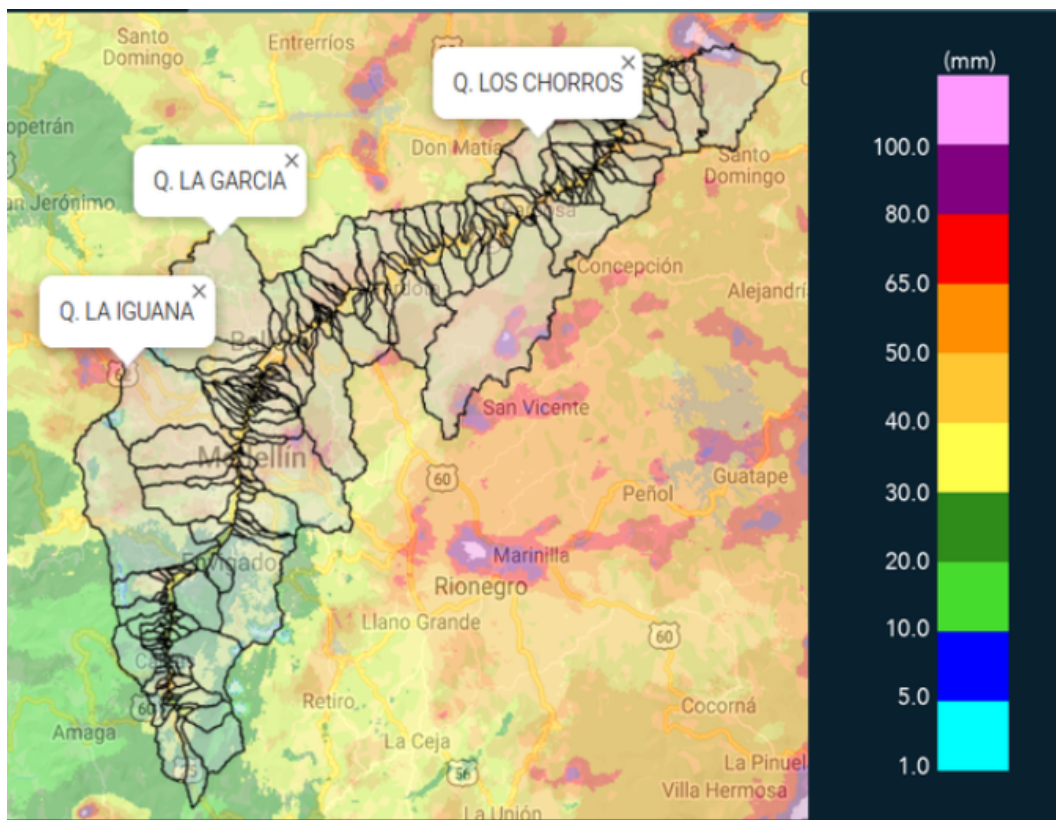 Santo
Domingo
Entrerríos
Q. LOS CHORROS
×
opetrán
Don Matía
Santo
Domingo
Q. LA GARCIA
×
an Jerónimo
Concepción
Alejandrí
Q. LA IGUANA
×
62
San Vicente
Medellín
60
Guatape
Peñol
Marinilla
Envigado
Rionegro
Llano Grande
60
Retiro
60
Cocorná
Amaga
La Ceja
La Pinuel
56
Villa Hermosa
La Unión
(mm)
100.0
80.0
65.0
50.0
40.0
30.0
20.0
10.0
5.0
1.0